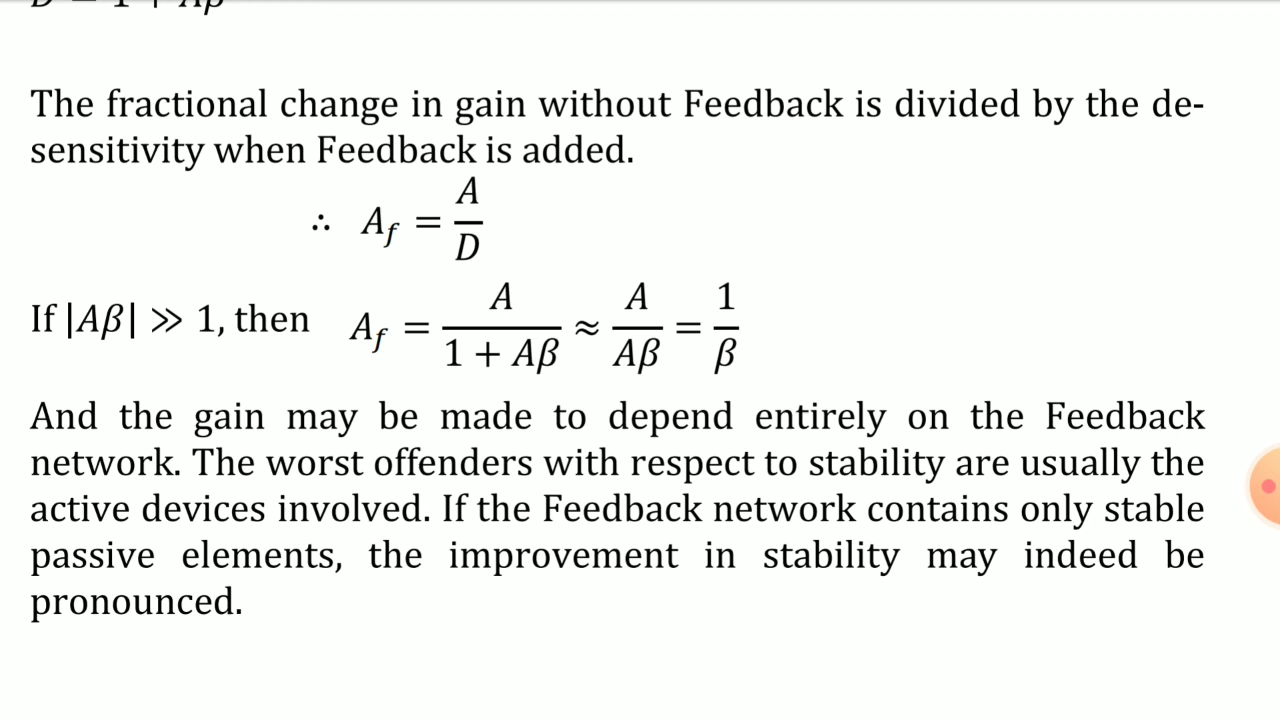 The fractional change in gain without Feedback is divided by the de-
sensitivity when Feedback is added.
∴ A_f = A/D
If |Aβ| ≫ 1, then A_f = A/(1 + Aβ) ≈ A/(Aβ) = 1/β
And the gain may be made to depend entirely on the Feedback
network. The worst offenders with respect to stability are usually the
active devices involved. If the Feedback network contains only stable
passive elements, the improvement in stability may indeed be
pronounced.